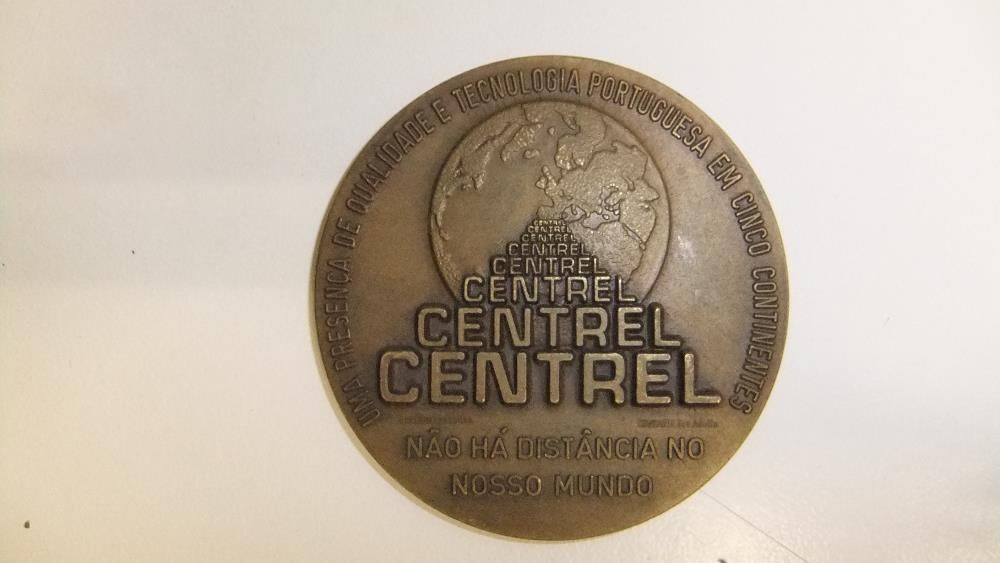 UMA PRESENÇA DE QUALIDADE E TECNOLOGIA PORTUGUESA EM CINCO CONTINENTES
CENTREL
CENTREL
CENTREL
CENTREL
CENTREL
CENTREL
CENTREL
CENTREL
NÃO HÁ DISTÂNCIA NO
NOSSO MUNDO